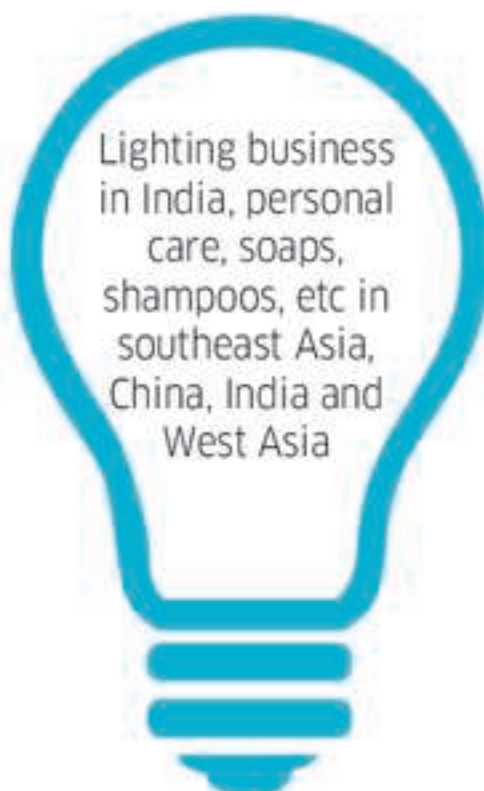 Lighting business
in India, personal
care, soaps,
shampoos, etc in
southeast Asia,
China, India and
West Asia